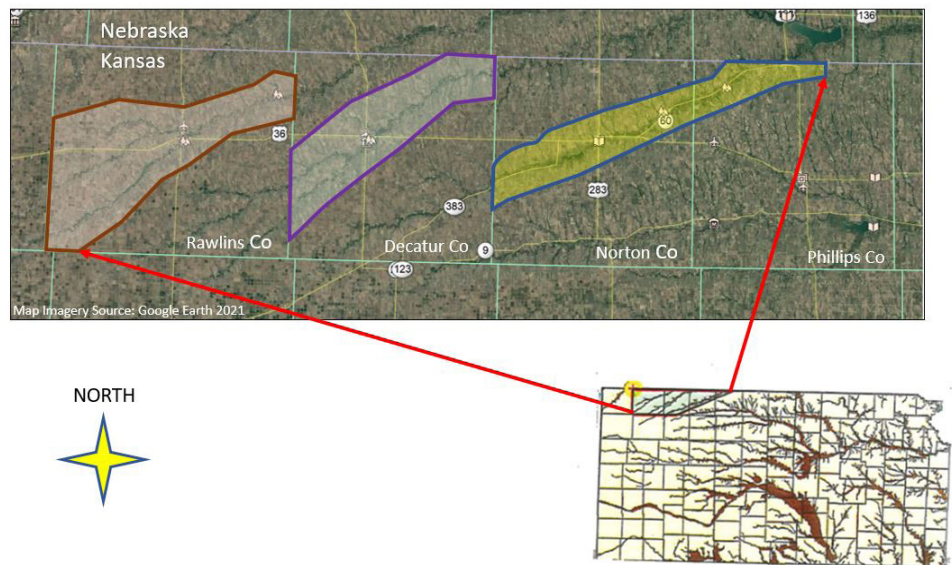 Nebraska
136
Kansas
36
60
383
283
Rawlins Co
Decatur Co
9
Norton Co
Phillips Co
123
Map Imagery Source: Google Earth 2021
NORTH